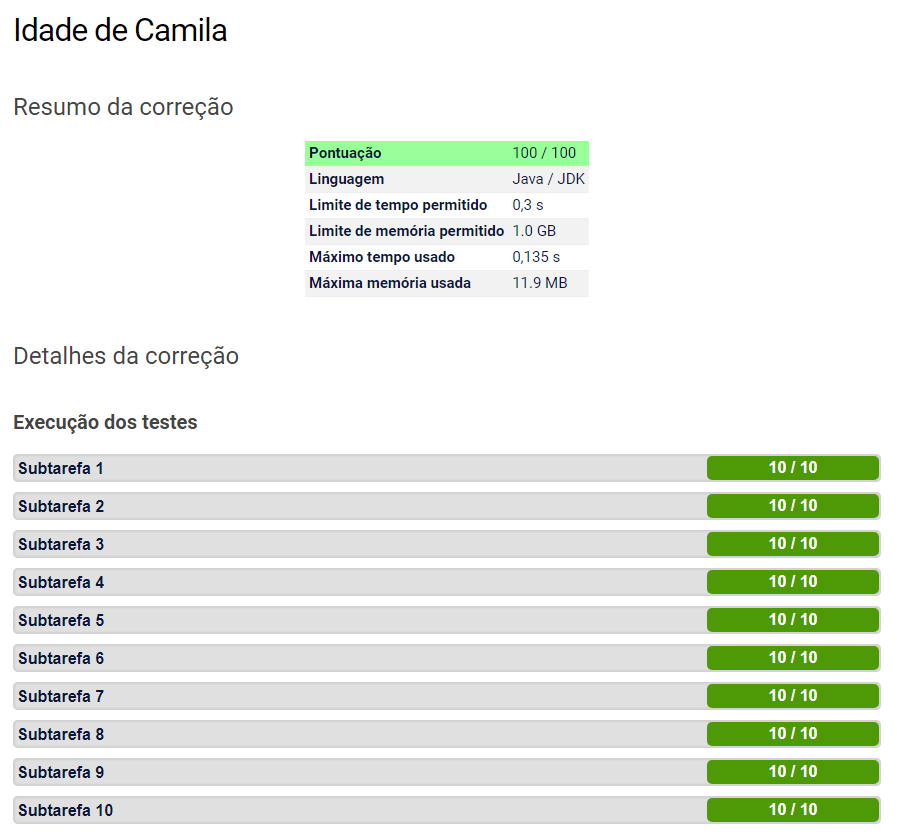 Idade de Camila
Resumo da correção
Pontuação 100 / 100
Linguagem Java / JDK
Limite de tempo permitido 0,3 s
Limite de memória permitido 1.0 GB
Máximo tempo usado 0,135 s
Máxima memória usada 11.9 MB
Detalhes da correção
Execução dos testes
Subtarefa 1 10 / 10
Subtarefa 2 10 / 10
Subtarefa 3 10 / 10
Subtarefa 4 10 / 10
Subtarefa 5 10 / 10
Subtarefa 6 10 / 10
Subtarefa 7 10 / 10
Subtarefa 8 10 / 10
Subtarefa 9 10 / 10
Subtarefa 10 10 / 10